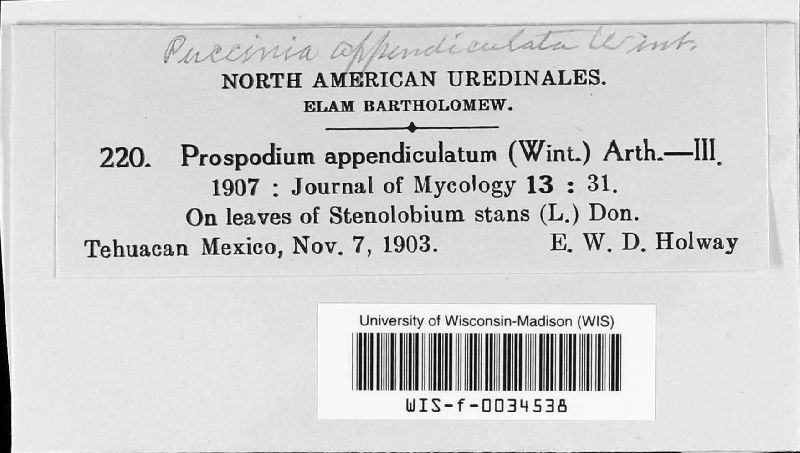 Puccinia appendiculata Wint.
NORTH AMERICAN UREDINALES.
ELAM BARTHOLOMEW.
220. Prospodium appendiculatum (Wint.) Arth.—III.
1907 : Journal of Mycology 13 : 31.
On leaves of Stenolobium stans (L.) Don.
Tehuacan Mexico, Nov. 7, 1903. E. W. D. Holway
University of Wisconsin-Madison (WIS)
WIS-f-0034538